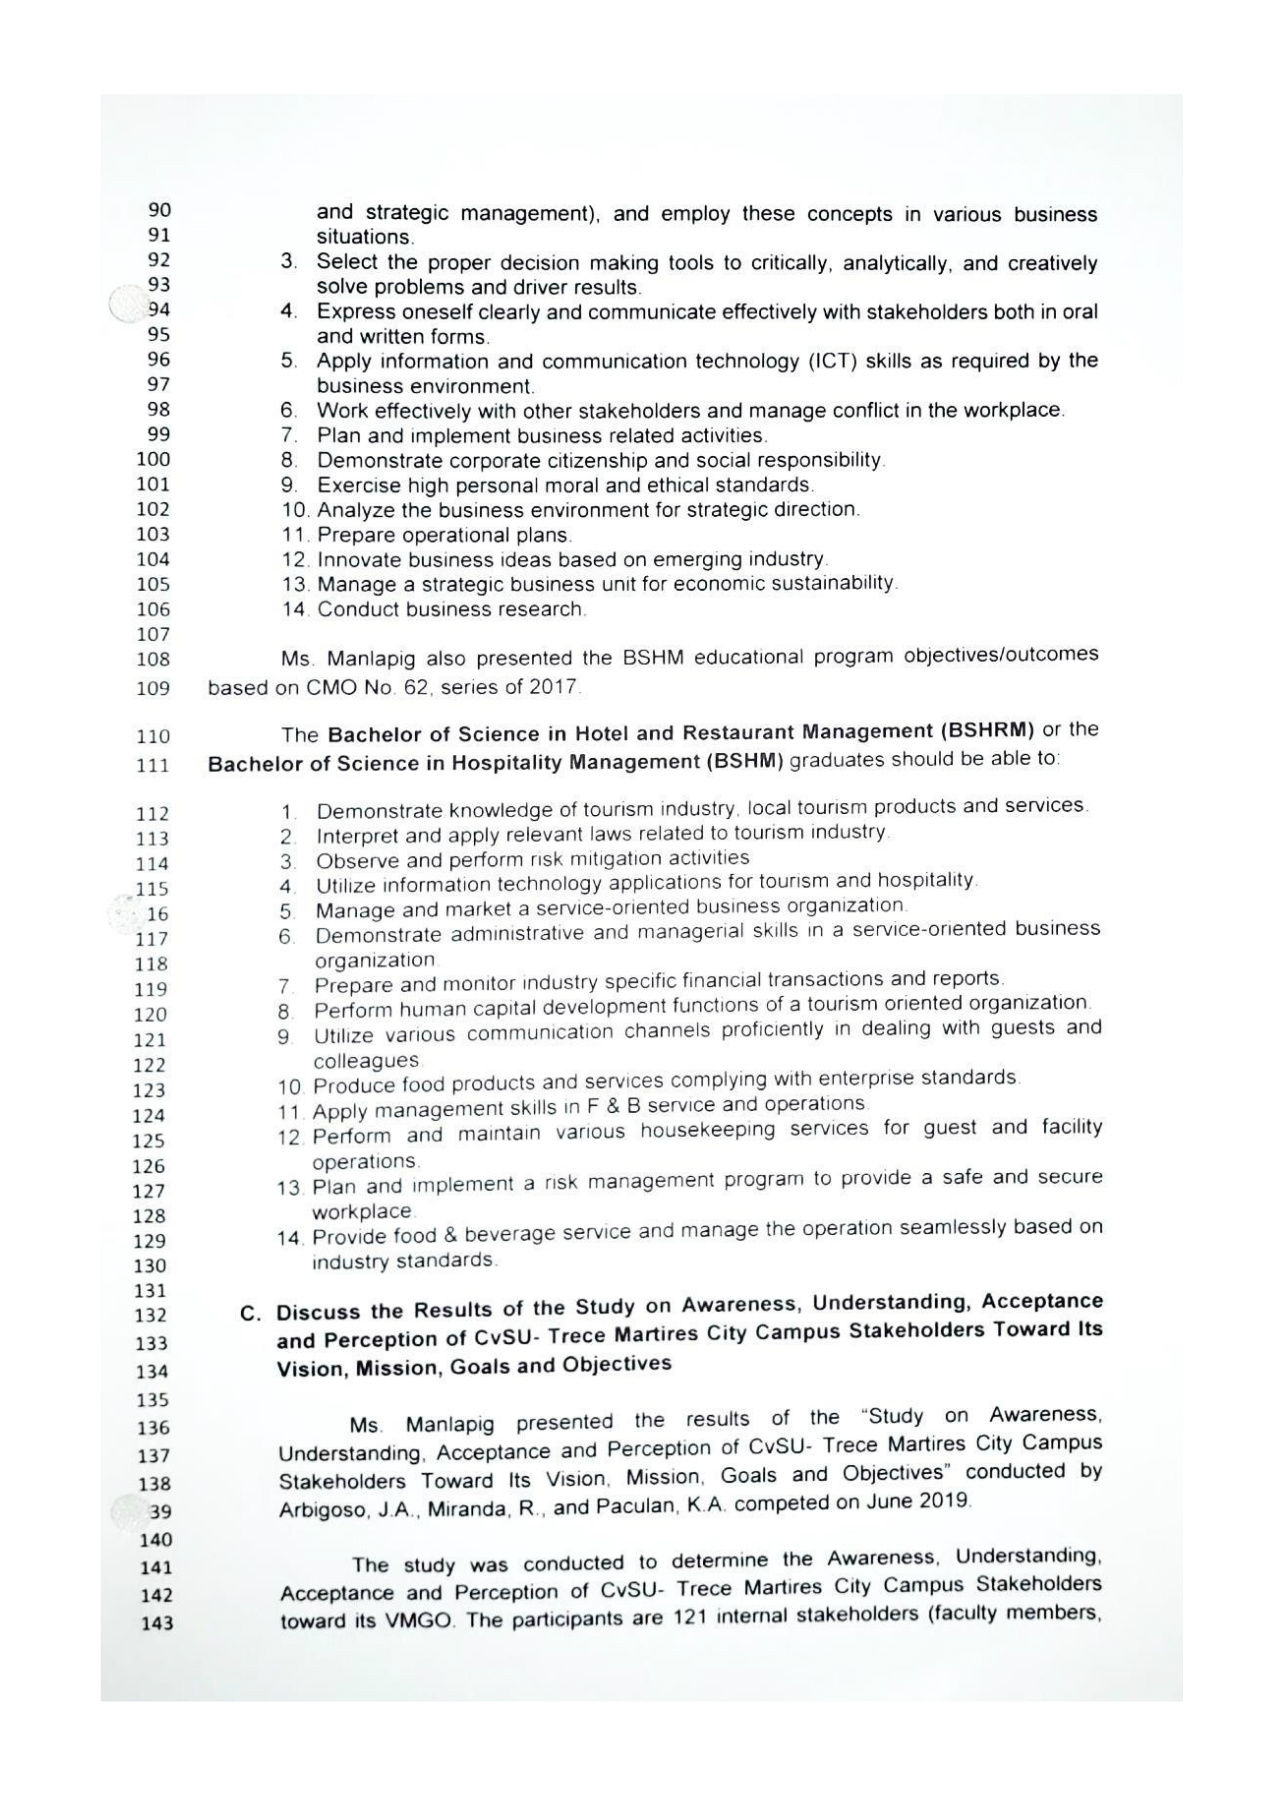 90 and strategic management), and employ these concepts in various business
91 situations.
92 3. Select the proper decision making tools to critically, analytically, and creatively
93 solve problems and driver results.
94 4. Express oneself clearly and communicate effectively with stakeholders both in oral
95 and written forms.
96 5. Apply information and communication technology (ICT) skills as required by the
97 business environment.
98 6. Work effectively with other stakeholders and manage conflict in the workplace.
99 7. Plan and implement business related activities.
100 8. Demonstrate corporate citizenship and social responsibility.
101 9. Exercise high personal moral and ethical standards.
102 10. Analyze the business environment for strategic direction.
103 11. Prepare operational plans.
104 12. Innovate business ideas based on emerging industry.
105 13. Manage a strategic business unit for economic sustainability.
106 14. Conduct business research.
107
108 Ms. Manlapig also presented the BSHM educational program objectives/outcomes
109 based on CMO No. 62, series of 2017.
110 The Bachelor of Science in Hotel and Restaurant Management (BSHRM) or the
111 Bachelor of Science in Hospitality Management (BSHM) graduates should be able to:
112 1. Demonstrate knowledge of tourism industry, local tourism products and services.
113 2. Interpret and apply relevant laws related to tourism industry.
114 3. Observe and perform risk mitigation activities
115 4. Utilize information technology applications for tourism and hospitality.
16 5. Manage and market a service-oriented business organization.
117 6. Demonstrate administrative and managerial skills in a service-oriented business
118 organization.
119 7. Prepare and monitor industry specific financial transactions and reports.
120 8. Perform human capital development functions of a tourism oriented organization.
121 9. Utilize various communication channels proficiently in dealing with guests and
122 colleagues
123 10. Produce food products and services complying with enterprise standards.
124 11. Apply management skills in F & B service and operations.
125 12. Perform and maintain various housekeeping services for guest and facility
126 operations.
127 13. Plan and implement a risk management program to provide a safe and secure
128 workplace.
129 14. Provide food & beverage service and manage the operation seamlessly based on
130 industry standards.
131
132 C. Discuss the Results of the Study on Awareness, Understanding, Acceptance
133 and Perception of CvSU- Trece Martires City Campus Stakeholders Toward Its
134 Vision, Mission, Goals and Objectives
135
136 Ms. Manlapig presented the results of the “Study on Awareness,
137 Understanding, Acceptance and Perception of CvSU- Trece Martires City Campus
138 Stakeholders Toward Its Vision, Mission, Goals and Objectives” conducted by
39 Arbigoso, J.A., Miranda, R., and Paculan, K.A. competed on June 2019.
140
141 The study was conducted to determine the Awareness, Understanding,
142 Acceptance and Perception of CvSU- Trece Martires City Campus Stakeholders
143 toward its VMGO. The participants are 121 internal stakeholders (faculty members,